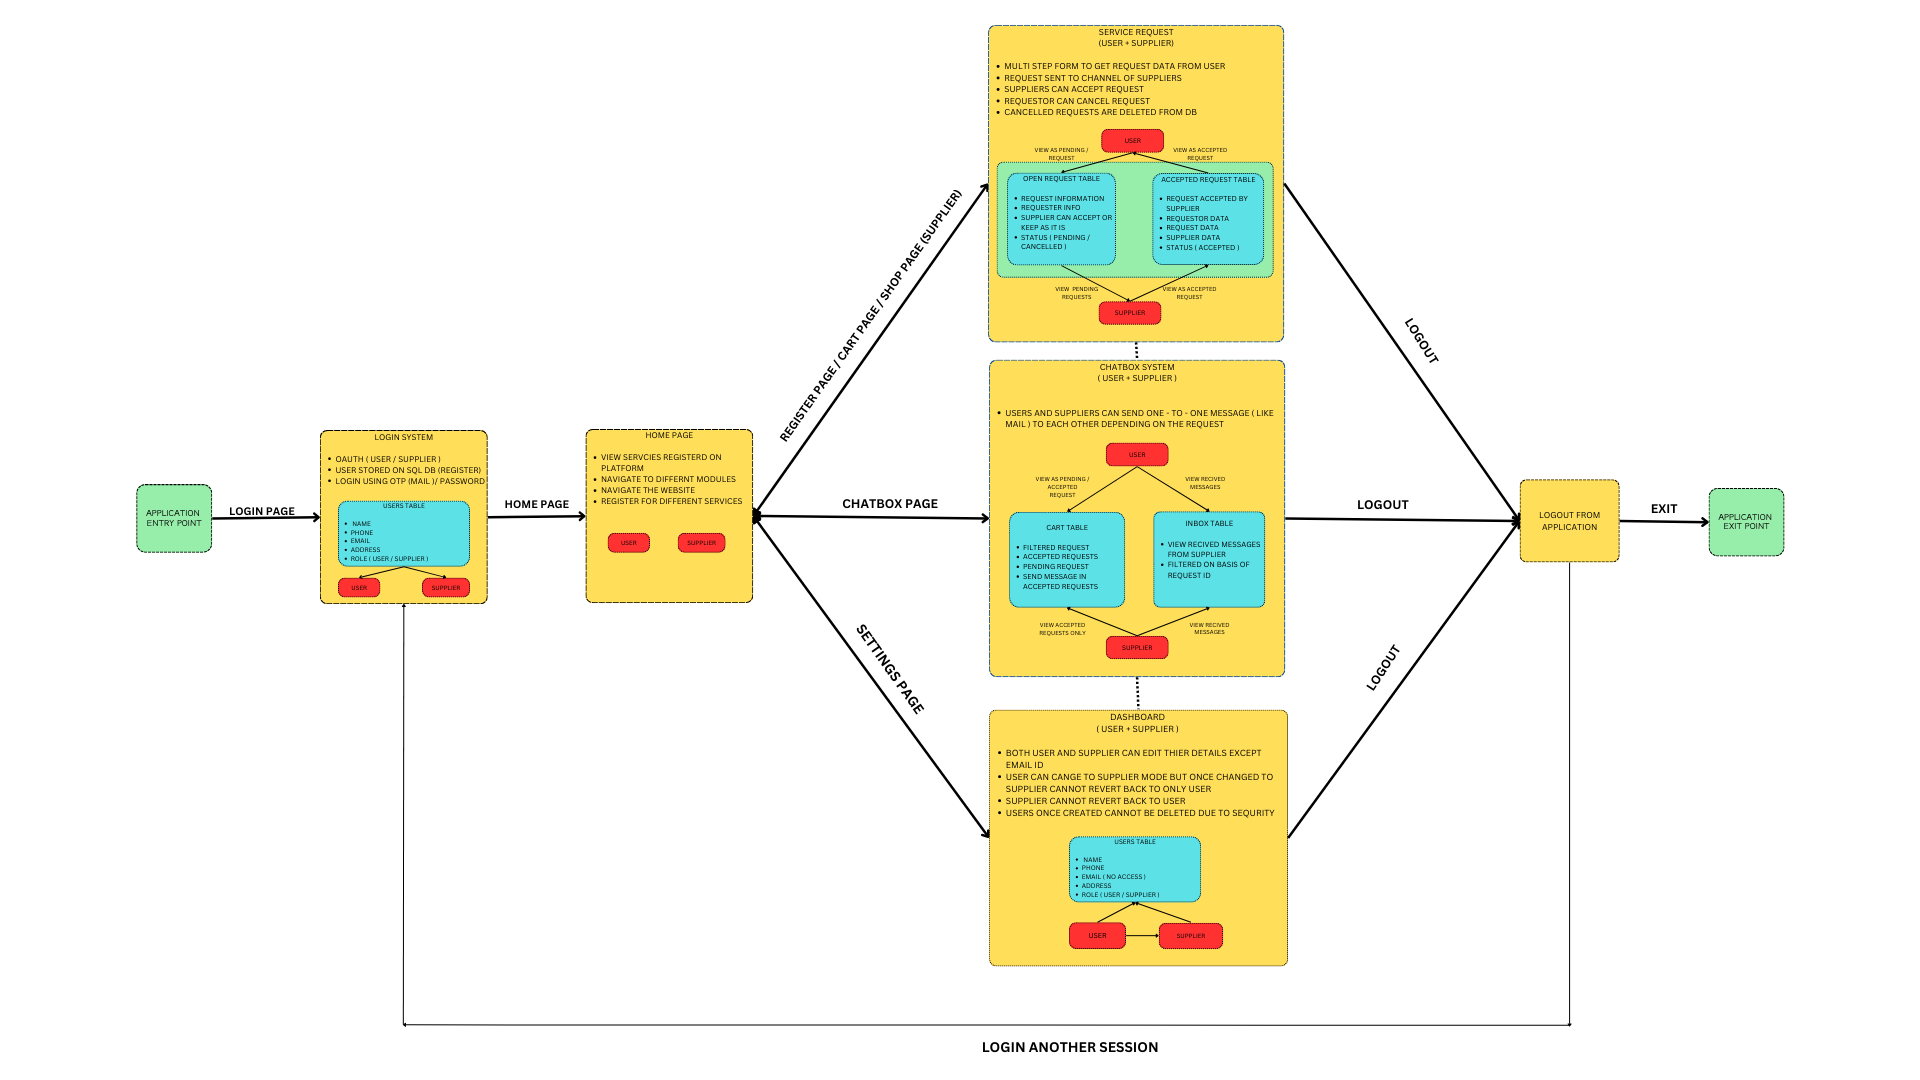 APPLICATION
ENTRY POINT
LOGIN PAGE
LOGIN SYSTEM
• OAUTH ( USER / SUPPLIER )
• USER STORED ON SQL DB (REGISTER)
• LOGIN USING OTP (MAIL )/ PASSWORD
USERS TABLE
• NAME
• PHONE
• EMAIL
• ADDRESS
• ROLE ( USER / SUPPLIER )
USER
SUPPLIER
HOME PAGE
HOME PAGE
• VIEW SERVCIES REGISTERD ON
PLATFORM
• NAVIGATE TO DIFFERNT MODULES
• NAVIGATE THE WEBSITE
• REGISTER FOR DIFFERENT SERVICES
USER
SUPPLIER
REGISTER PAGE / CART PAGE / SHOP PAGE (SUPPLIER)
CHATBOX PAGE
SETTINGS PAGE
SERVICE REQUEST
(USER + SUPPLIER)
• MULTI STEP FORM TO GET REQUEST DATA FROM USER
• REQUEST SENT TO CHANNEL OF SUPPLIERS
• SUPPLIERS CAN ACCEPT REQUEST
• REQUESTOR CAN CANCEL REQUEST
• CANCELLED REQUESTS ARE DELETED FROM DB
USER
VIEW AS PENDING /
REQUEST
VIEW AS ACCEPTED
REQUEST
OPEN REQUEST TABLE
• REQUEST INFORMATION
• REQUESTER INFO
• SUPPLIER CAN ACCEPT OR
KEEP AS IT IS
• STATUS ( PENDING /
CANCELLED )
ACCEPTED REQUEST TABLE
• REQUEST ACCEPTED BY
SUPPLIER
• REQUESTOR DATA
• REQUEST DATA
• SUPPLIER DATA
• STATUS ( ACCEPTED )
VIEW PENDING
REQUESTS
VIEW AS ACCEPTED
REQUEST
SUPPLIER
CHATBOX SYSTEM
( USER + SUPPLIER )
• USERS AND SUPPLIERS CAN SEND ONE - TO - ONE MESSAGE ( LIKE
MAIL ) TO EACH OTHER DEPENDING ON THE REQUEST
USER
VIEW AS PENDING /
ACCEPTED
REQUEST
VIEW RECIVED
MESSAGES
CART TABLE
• FILTERED REQUEST
• ACCEPTED REQUESTS
• PENDING REQUEST
• SEND MESSAGE IN
ACCEPTED REQUESTS
INBOX TABLE
• VIEW RECIVED MESSAGES
FROM SUPPLIER
• FILTERED ON BASIS OF
REQUEST ID
VIEW ACCEPTED
REQUESTS ONLY
VIEW RECIVED
MESSAGES
SUPPLIER
DASHBOARD
( USER + SUPPLIER )
• BOTH USER AND SUPPLIER CAN EDIT THIER DETAILS EXCEPT
EMAIL ID
• USER CAN CANGE TO SUPPLIER MODE BUT ONCE CHANGED TO
SUPPLIER CANNOT REVERT BACK TO ONLY USER
• SUPPLIER CANNOT REVERT BACK TO USER
• USERS ONCE CREATED CANNOT BE DELETED DUE TO SEQURITY
USERS TABLE
• NAME
• PHONE
• EMAIL ( NO ACCESS )
• ADDRESS
• ROLE ( USER / SUPPLIER )
USER
SUPPLIER
LOGOUT
LOGOUT
LOGOUT
LOGOUT FROM
APPLICATION
EXIT
APPLICATION
EXIT POINT
LOGIN ANOTHER SESSION